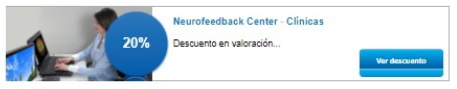 Neurofeedback Center - Clínicas
20%
Descuento en valoración...
Ver descuento